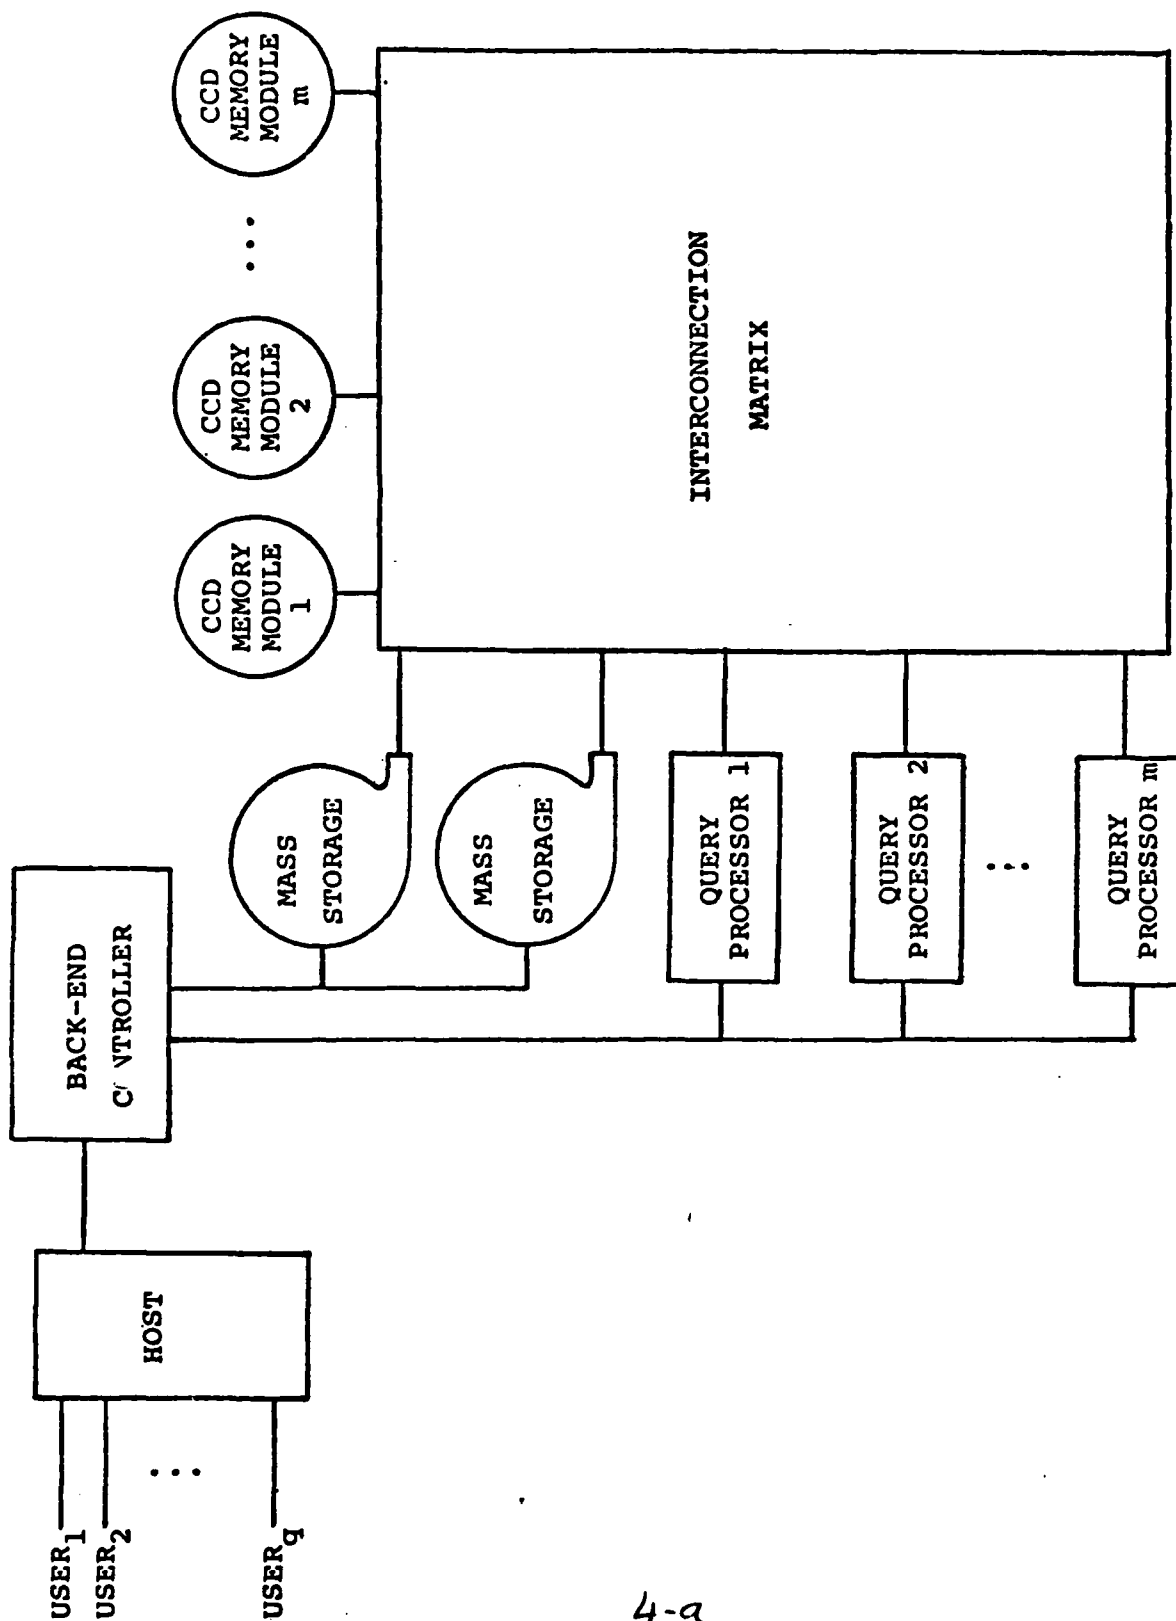 USER1
USER2
...
USERq
HOST
BACK-END
CONTROLLER
MASS
STORAGE
MASS
STORAGE
QUERY
PROCESSOR 1
QUERY
PROCESSOR 2
...
QUERY
PROCESSOR m
CCD
MEMORY
MODULE
1
CCD
MEMORY
MODULE
2
...
CCD
MEMORY
MODULE
m
INTERCONNECTION
MATRIX
4-a